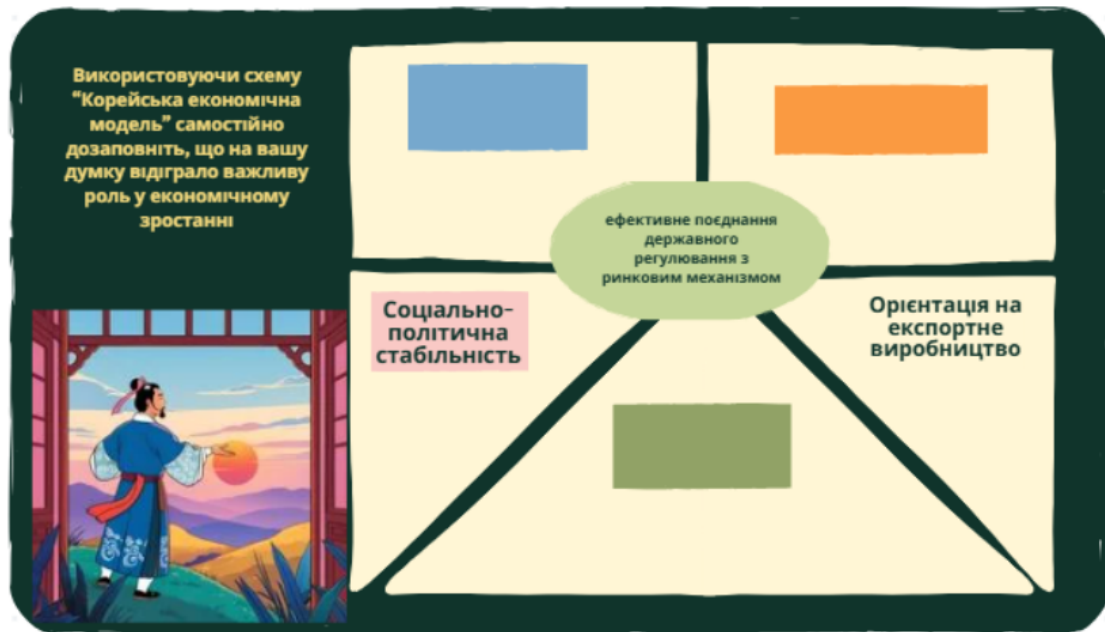 Використовуючи схему
"Корейська економічна
модель" самостійно
дозаповніть, що на вашу
думку відіграло важливу
роль у економічному
зростанні
ефективне поєднання
державного
регулювання з
ринковим механізмом
Соціально-
політична
стабільність
Орієнтація на
експортне
виробництво